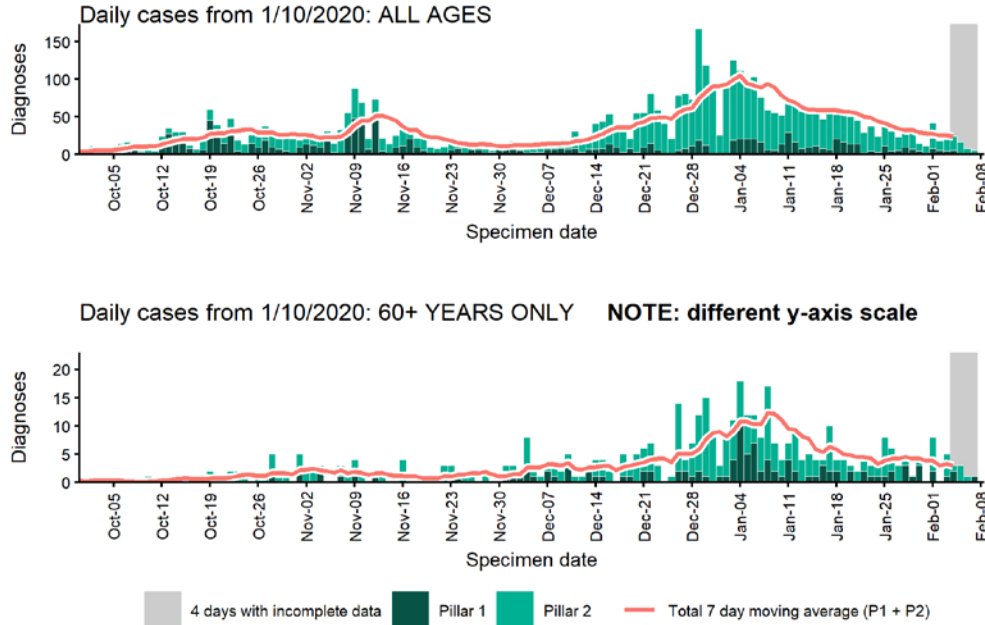 Daily cases from 1/10/2020: ALL AGES
Diagnoses
150
100
50
0
Oct-05 Oct-12 Oct-19 Oct-26 Nov-02 Nov-09 Nov-16 Nov-23 Nov-30 Dec-07 Dec-14 Dec-21 Dec-28 Jan-04 Jan-11 Jan-18 Jan-25 Feb-01 Feb-08
Specimen date
Daily cases from 1/10/2020: 60+ YEARS ONLY NOTE: different y-axis scale
Diagnoses
20
15
10
5
0
Oct-05 Oct-12 Oct-19 Oct-26 Nov-02 Nov-09 Nov-16 Nov-23 Nov-30 Dec-07 Dec-14 Dec-21 Dec-28 Jan-04 Jan-11 Jan-18 Jan-25 Feb-01 Feb-08
Specimen date
4 days with incomplete data Pillar 1 Pillar 2 Total 7 day moving average (P1 + P2)